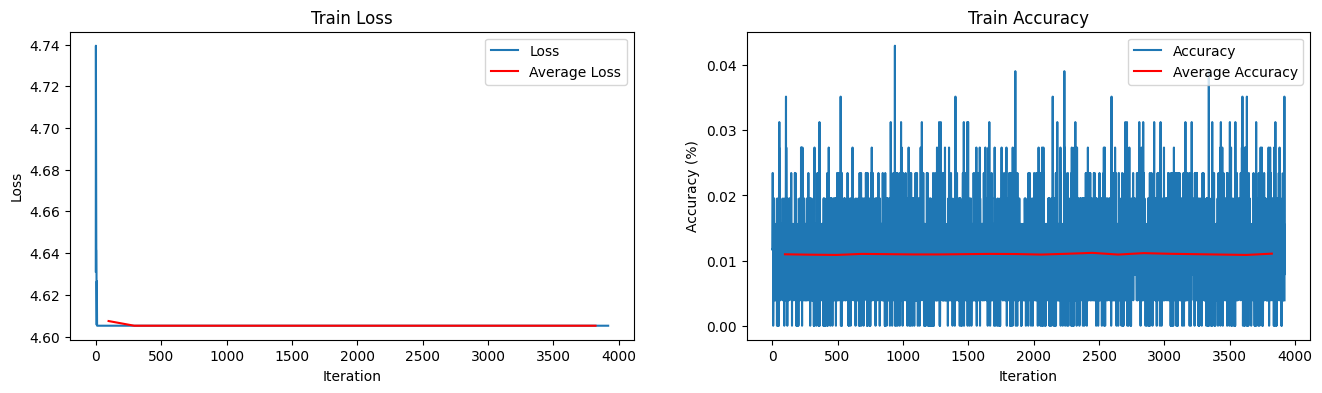 Train Loss
Loss
Average Loss
4.74
4.72
4.70
4.68
4.66
4.64
4.62
4.60
Loss
0 500 1000 1500 2000 2500 3000 3500 4000
Iteration
Train Accuracy
Accuracy
Average Accuracy
0.04
0.03
0.02
0.01
0.00
Accuracy (%)
0 500 1000 1500 2000 2500 3000 3500 4000
Iteration